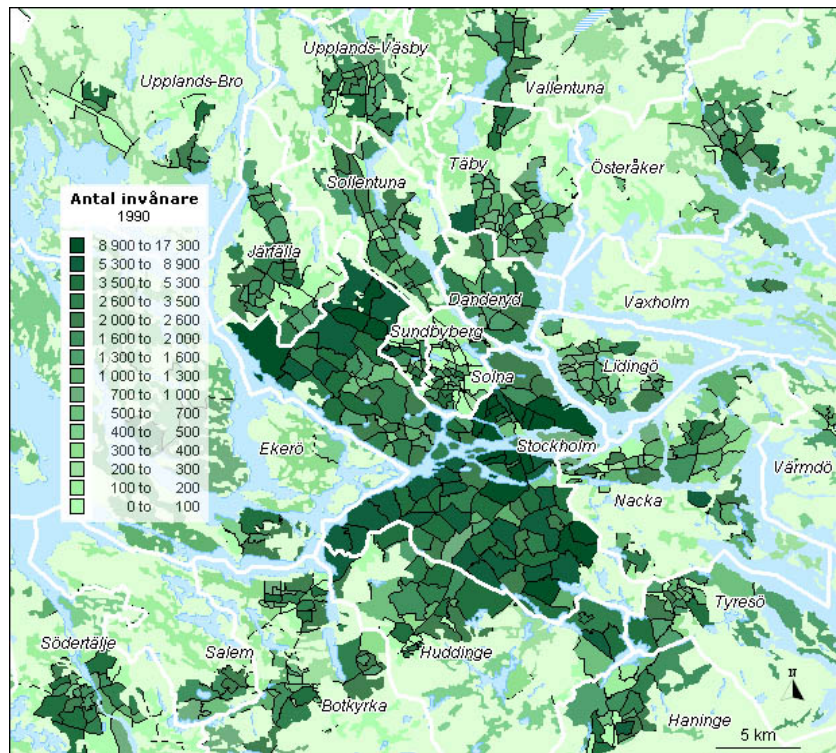 Upplands-Väsby
Upplands-Bro
Vallentuna
Täby
Österåker
Sollentuna
Antal invånare
1990
8 900 to 17 300
5 300 to 8 900
3 500 to 5 300
2 600 to 3 500
2 000 to 2 600
1 600 to 2 000
1 300 to 1 600
1 000 to 1 300
700 to 1 000
500 to 700
400 to 500
300 to 400
200 to 300
100 to 200
0 to 100
Järfälla
Danderyd
Vaxholm
Sundbyberg
Lidingö
Solna
Ekerö
Stockholm
Värmdö
Nacka
Tyresö
Södertälje
Salem
Huddinge
Botkyrka
Haninge
N
5 km